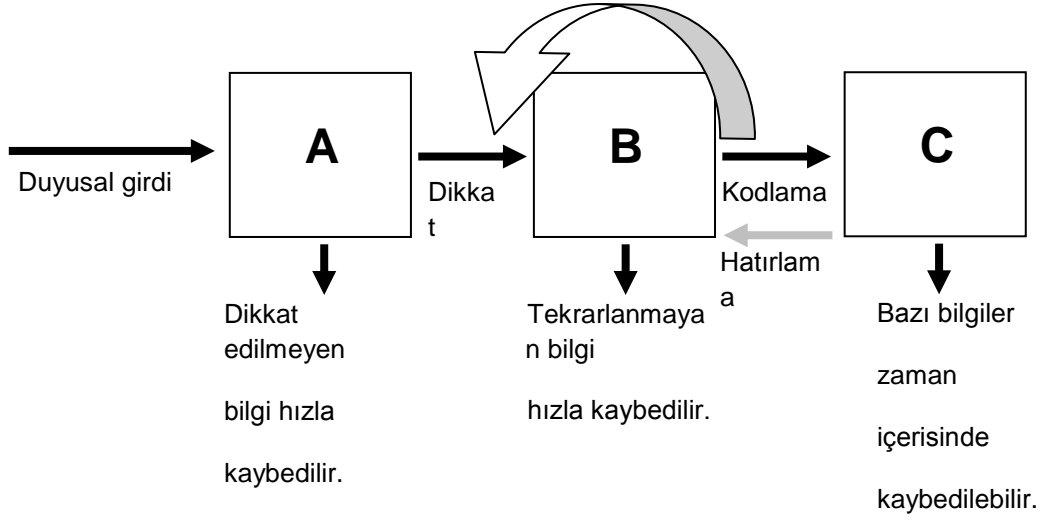 A
B
C
Duyusal girdi
Dikka
t
Kodlama
Hatırlam
a
Dikkat
edilmeyen
bilgi hızla
kaybedilir.
Tekrarlanmaya
n bilgi
hızla kaybedilir.
Bazı bilgiler
zaman
içerisinde
kaybedilebilir.